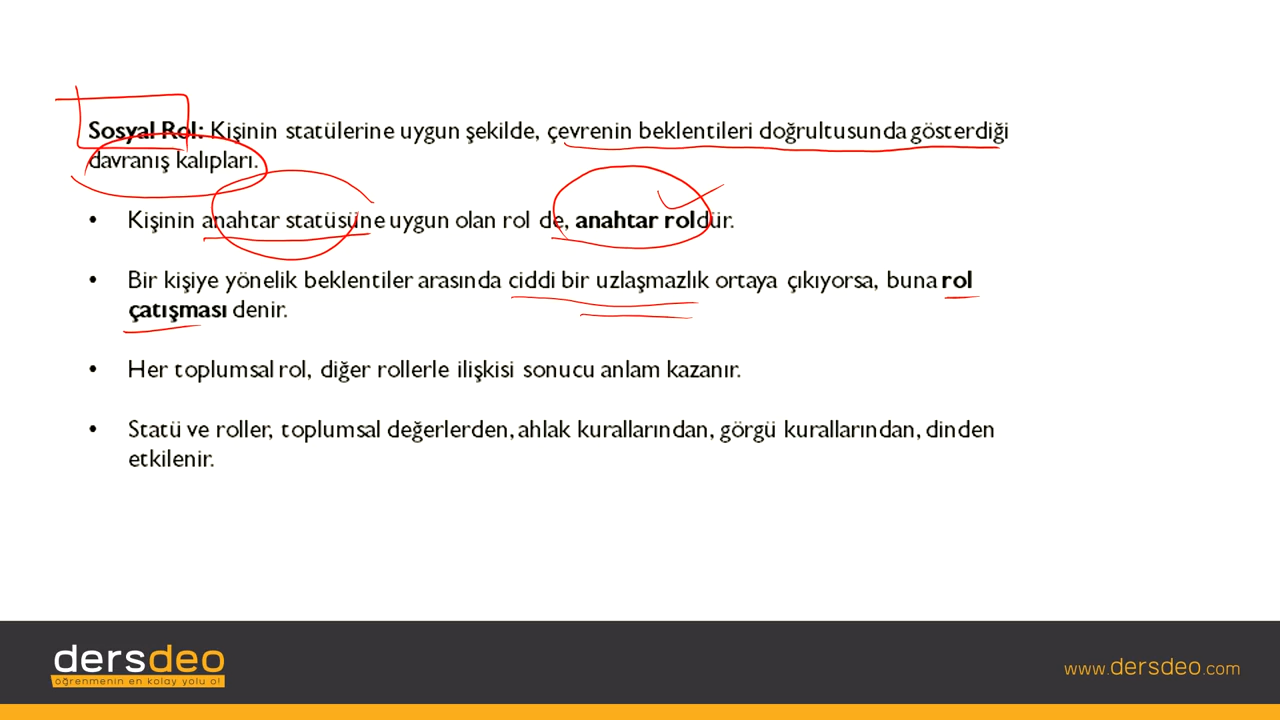 Sosyal Rol: Kişinin statülerine uygun şekilde, çevrenin beklentileri doğrultusunda gösterdiği
davranış kalıpları.
• Kişinin anahtar statüsüne uygun olan rol de, anahtar roldür.
• Bir kişiye yönelik beklentiler arasında ciddi bir uzlaşmazlık ortaya çıkıyorsa, buna rol
çatışması denir.
• Her toplumsal rol, diğer rollerle ilişkisi sonucu anlam kazanır.
• Statü ve roller, toplumsal değerlerden, ahlak kurallarından, görgü kurallarından, dinden
etkilenir.
dersdeo
öğrenmenin en kolay yolu o!
www.dersdeo.com